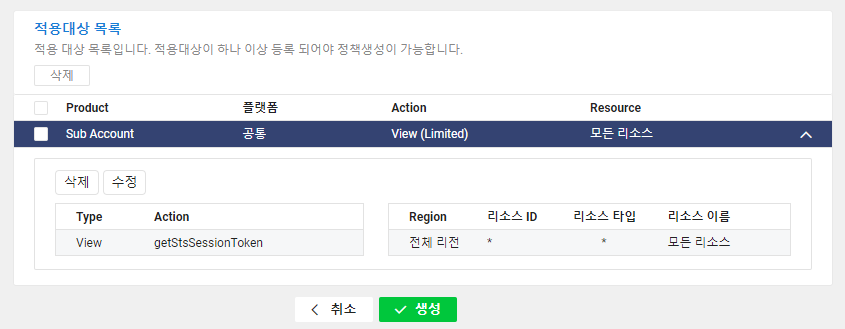 적용대상 목록
적용 대상 목록입니다. 적용대상이 하나 이상 등록 되어야 정책생성이 가능합니다.
삭제
Product 플랫폼 Action Resource
Sub Account 공통 View (Limited) 모든 리소스
삭제 수정
Type Action Region 리소스 ID 리소스 타입 리소스 이름
View getStsSessionToken 전체 리전 * * 모든 리소스
취소 생성